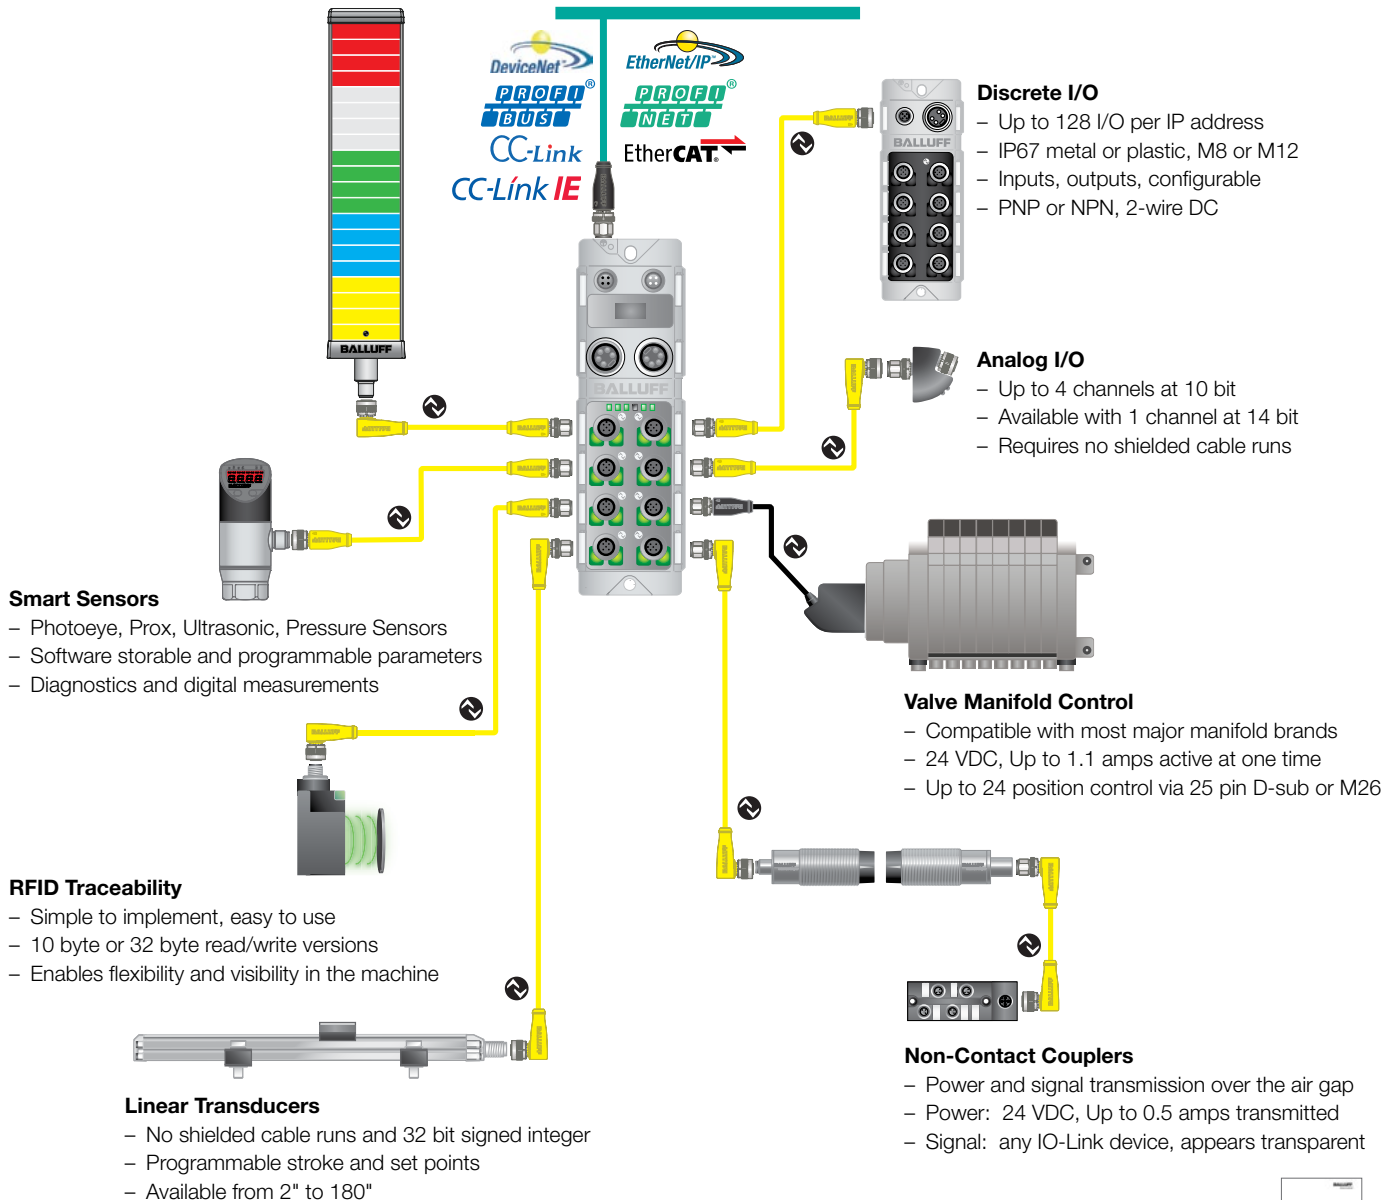 DeviceNet
EtherNet/IP
PROFI
BUS
PROFI
NET
CC-Link
EtherCAT
CC-Link IE
BALLUFF
BALLUFF
BALLUFF
Discrete I/O
– Up to 128 I/O per IP address
– IP67 metal or plastic, M8 or M12
– Inputs, outputs, configurable
– PNP or NPN, 2-wire DC
Analog I/O
– Up to 4 channels at 10 bit
– Available with 1 channel at 14 bit
– Requires no shielded cable runs
Smart Sensors
– Photoeye, Prox, Ultrasonic, Pressure Sensors
– Software storable and programmable parameters
– Diagnostics and digital measurements
Valve Manifold Control
– Compatible with most major manifold brands
– 24 VDC, Up to 1.1 amps active at one time
– Up to 24 position control via 25 pin D-sub or M26
RFID Traceability
– Simple to implement, easy to use
– 10 byte or 32 byte read/write versions
– Enables flexibility and visibility in the machine
Non-Contact Couplers
– Power and signal transmission over the air gap
– Power: 24 VDC, Up to 0.5 amps transmitted
– Signal: any IO-Link device, appears transparent
Linear Transducers
– No shielded cable runs and 32 bit signed integer
– Programmable stroke and set points
– Available from 2" to 180"